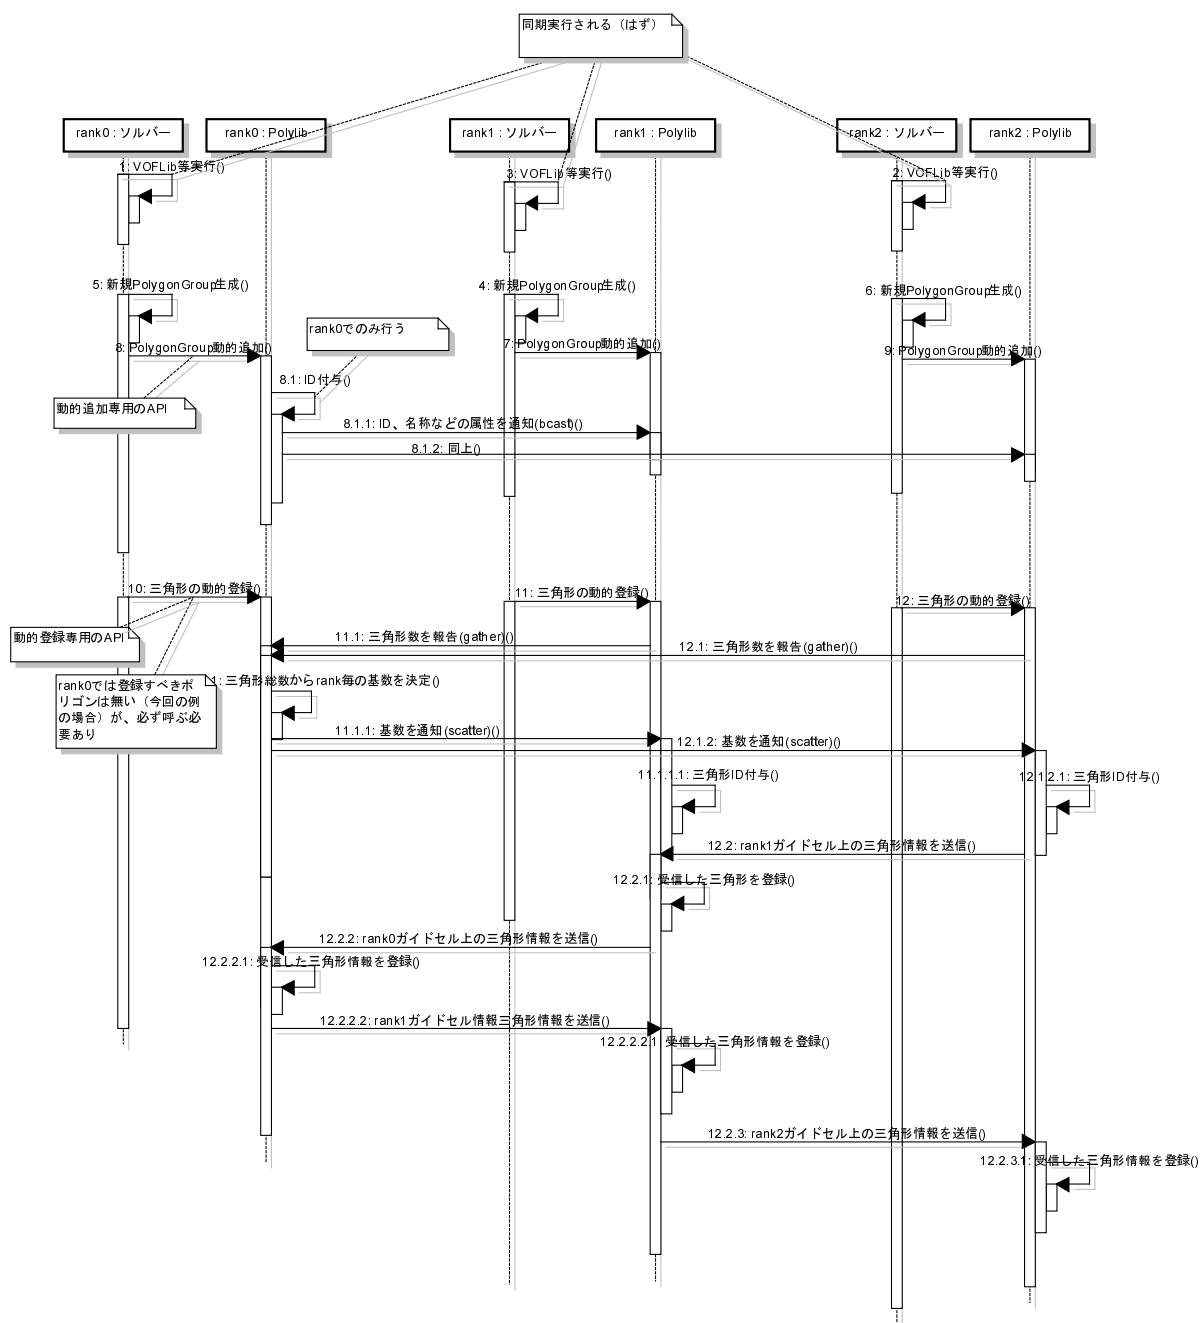 同期実行される（はず）
rank0 : ソルバー
rank0 : Polylib
rank1 : ソルバー
rank1 : Polylib
rank2 : ソルバー
rank2 : Polylib
1: VOFLib等実行()
3: VOFLib等実行()
2: VOFLib等実行()
5: 新規PolygonGroup生成()
4: 新規PolygonGroup生成()
6: 新規PolygonGroup生成()
rank0でのみ行う
8: PolygonGroup動的追加()
7: PolygonGroup動的追加()
9: PolygonGroup動的追加()
8.1: ID付与()
動的追加専用のAPI
8.1.1: ID、名称などの属性を通知(bcast)()
8.1.2: 同上()
10: 三角形の動的登録()
11: 三角形の動的登録()
12: 三角形の動的登録()
動的登録専用のAPI
11.1: 三角形数を報告(gather)()
12.1: 三角形数を報告(gather)()
rank0では登録すべきポ
リゴンは無い（今回の例
の場合）が、必ず呼ぶ必
要あり
1: 三角形総数からrank毎の基数を決定()
11.1.1: 基数を通知(scatter)()
12.1.2: 基数を通知(scatter)()
11.1.1.1: 三角形ID付与()
12.1.2.1: 三角形ID付与()
12.2: rank1ガイドセル上の三角形情報を送信()
12.2.1: 受信した三角形を登録()
12.2.2: rank0ガイドセル上の三角形情報を送信()
12.2.2.1: 受信した三角形情報を登録()
12.2.2.2: rank1ガイドセル情報三角形情報を送信()
12.2.2.2.1: 受信した三角形情報を登録()
12.2.3: rank2ガイドセル上の三角形情報を送信()
12.2.3.1: 受信した三角形情報を登録()